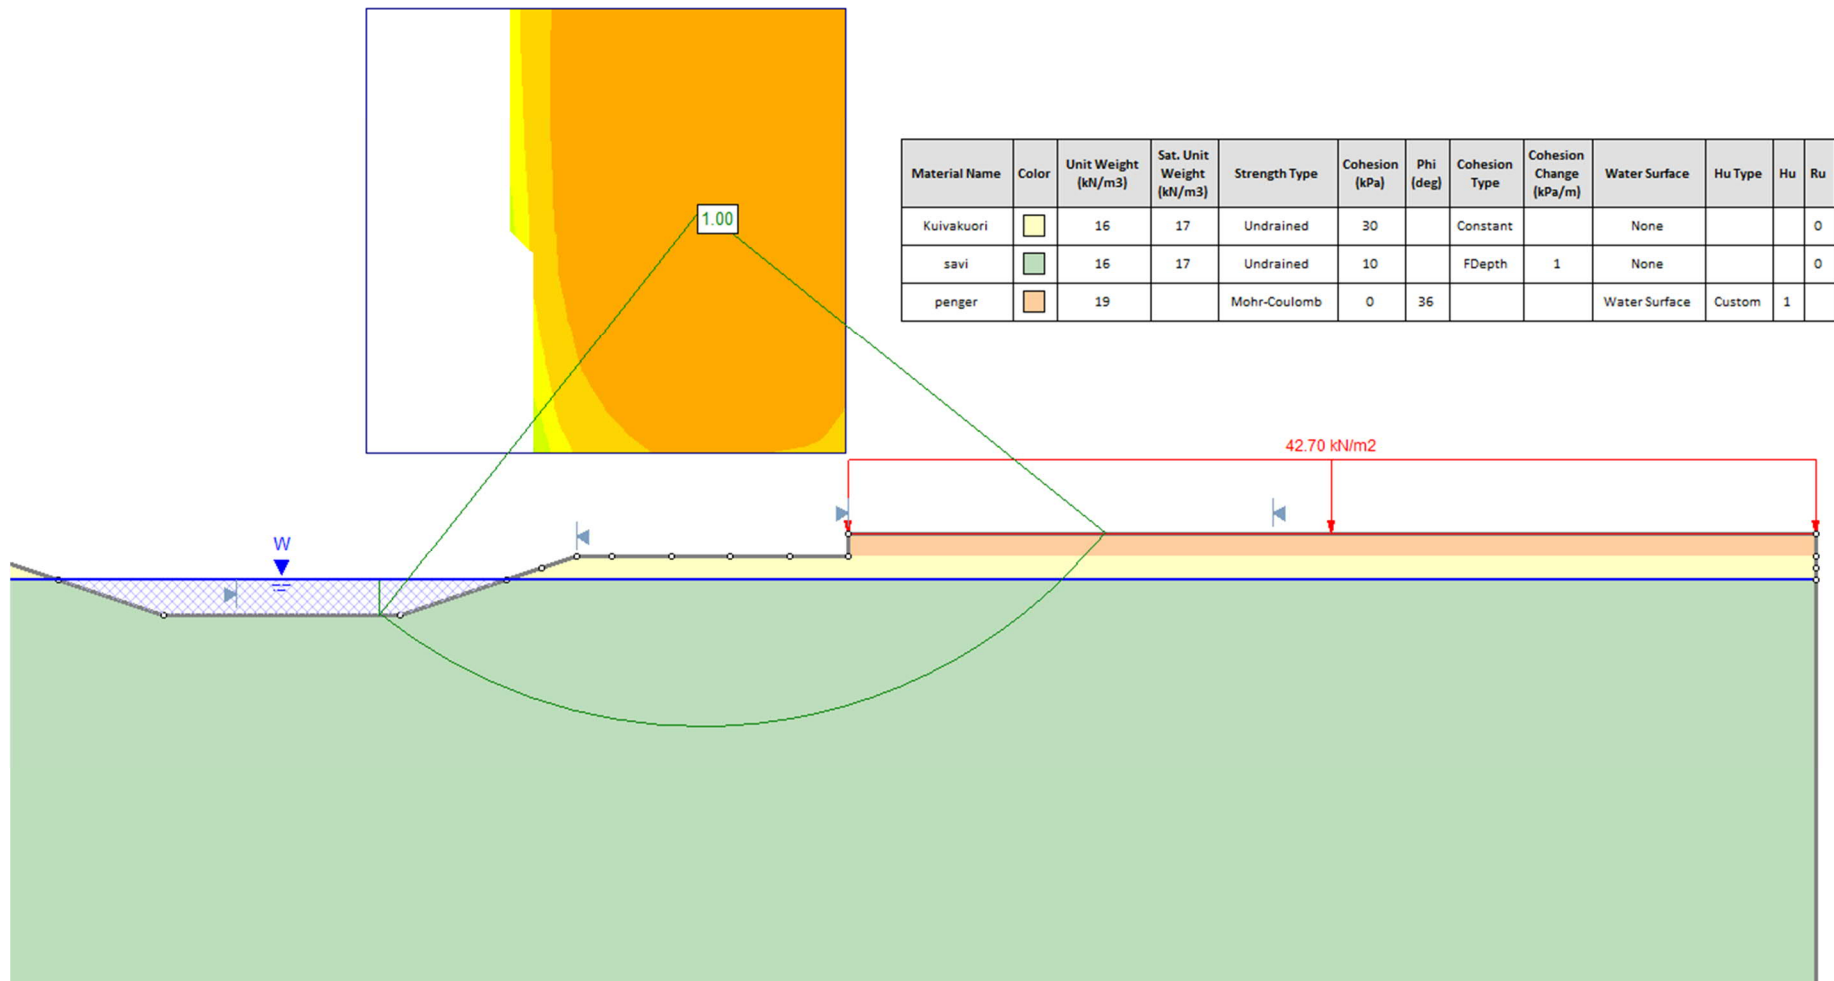 1.00
Material Name Color Unit Weight (kN/m3) Sat. Unit Weight (kN/m3) Strength Type Cohesion (kPa) Phi (deg) Cohesion Type Cohesion Change (kPa/m) Water Surface Hu Type Hu Ru
Kuivakuori 16 17 Undrained 30 Constant None 0
savi 16 17 Undrained 10 FDepth 1 None 0
penger 19 Mohr-Coulomb 0 36 Water Surface Custom 1
42.70 kN/m2
W